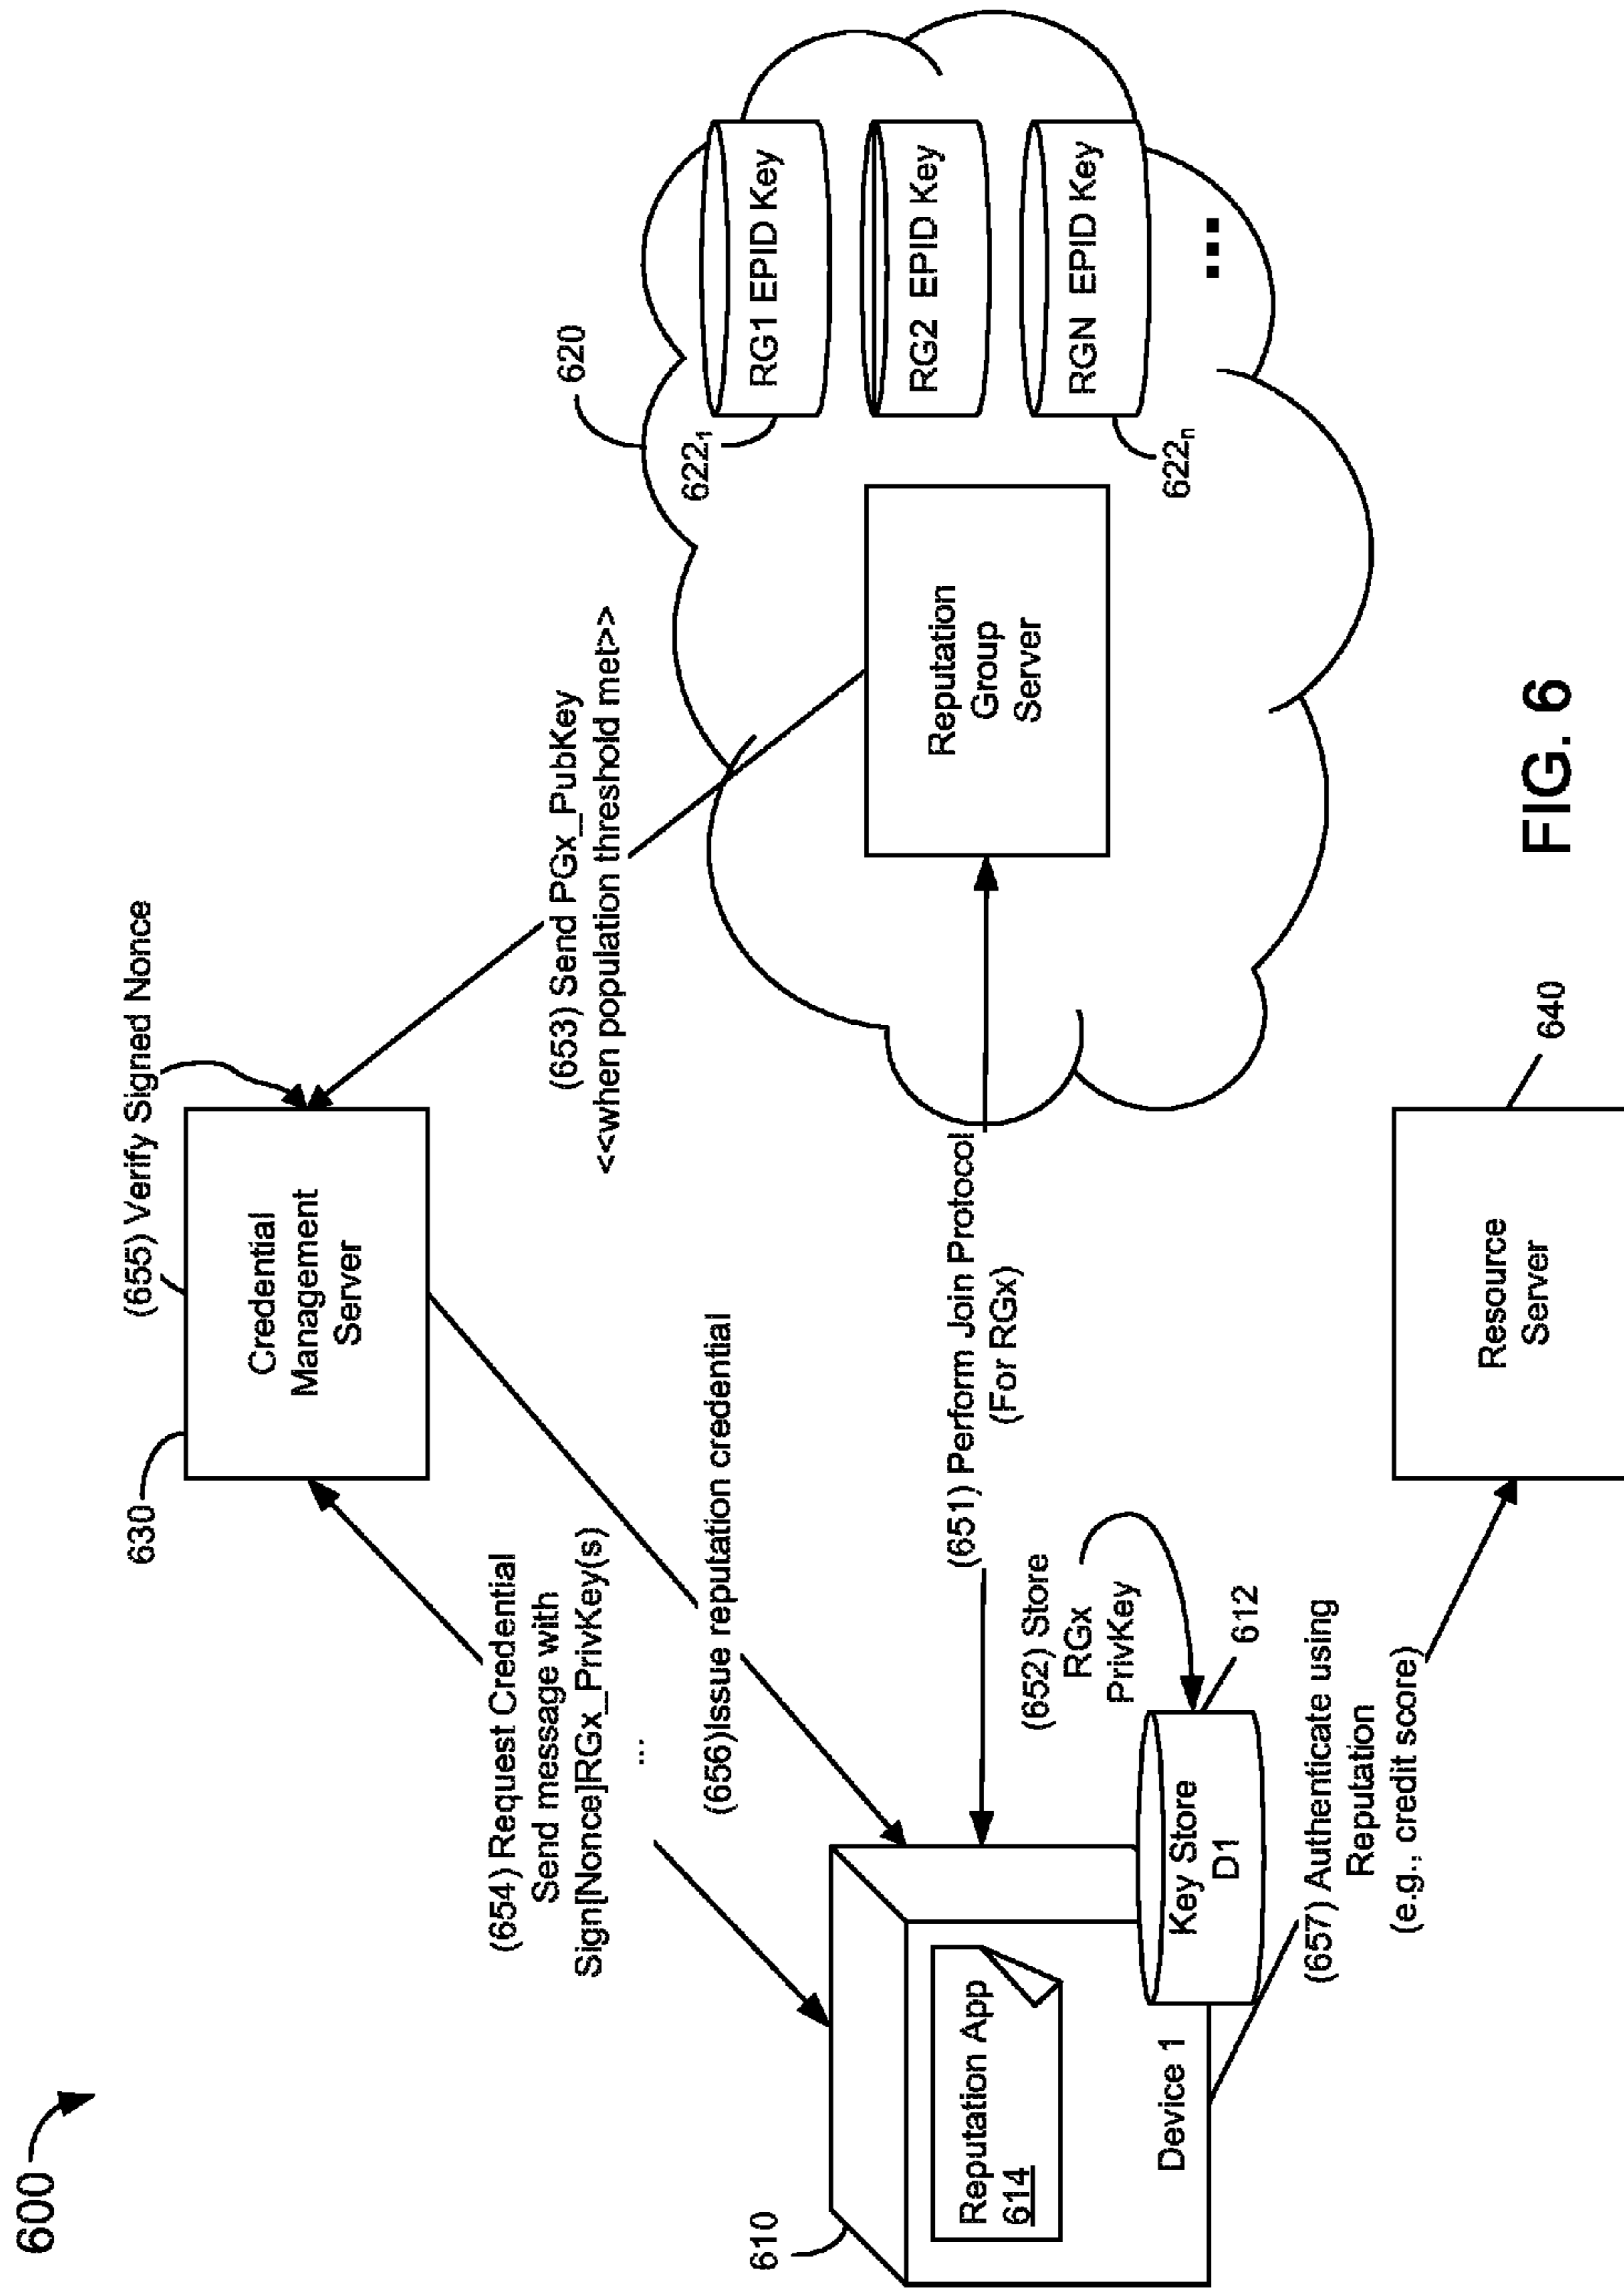 600
630
(655) Verify Signed Nonce
Credential
Management
Server
(654) Request Credential
Send message with
Sign[Nonce]RGx_PrivKey(s)
...
(653) Send PGx_PubKey
<<when population threshold met>>
(656)Issue reputation credential
620
622₁
RG1 EPID Key
RG2 EPID Key
RGN EPID Key
...
622ₙ
Reputation
Group
Server
(651) Perform Join Protocol
(For RGx)
610
Reputation App
614
Device 1
(652) Store
RGx
PrivKey
Key Store
D1
612
(657) Authenticate using
Reputation
(e.g., credit score)
640
Resource
Server
FIG. 6